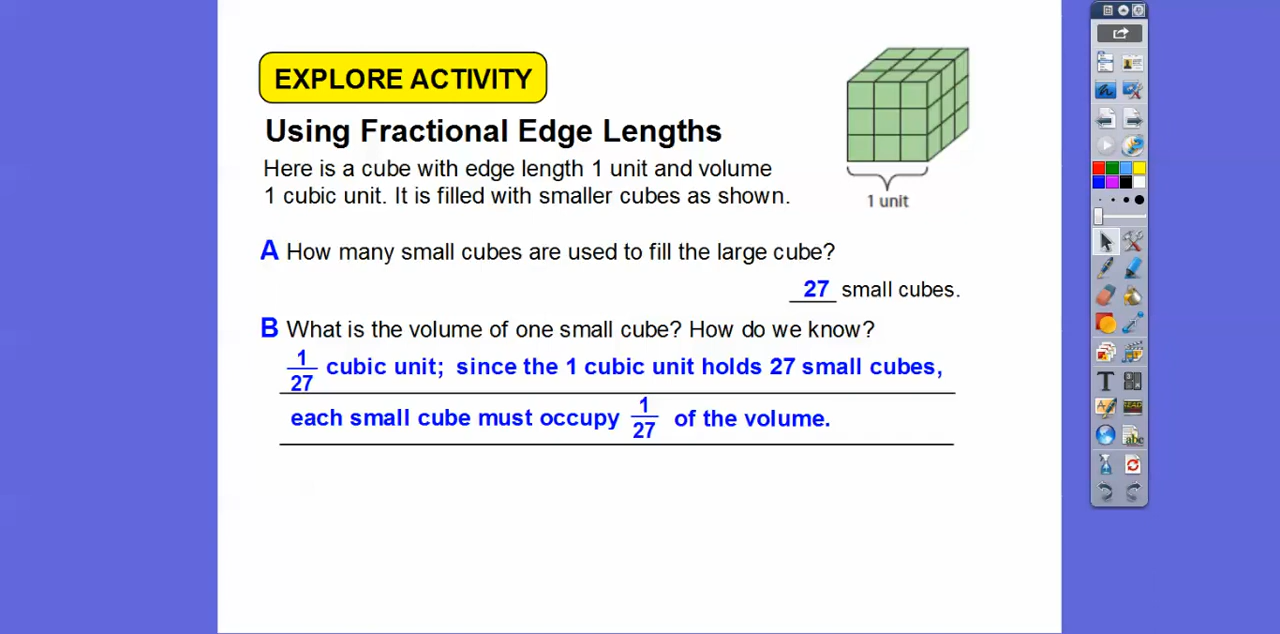 EXPLORE ACTIVITY
Using Fractional Edge Lengths
Here is a cube with edge length 1 unit and volume
1 cubic unit. It is filled with smaller cubes as shown.
1 unit
A How many small cubes are used to fill the large cube?
27 small cubes.
B What is the volume of one small cube? How do we know?
1/27 cubic unit; since the 1 cubic unit holds 27 small cubes,
each small cube must occupy 1/27 of the volume.